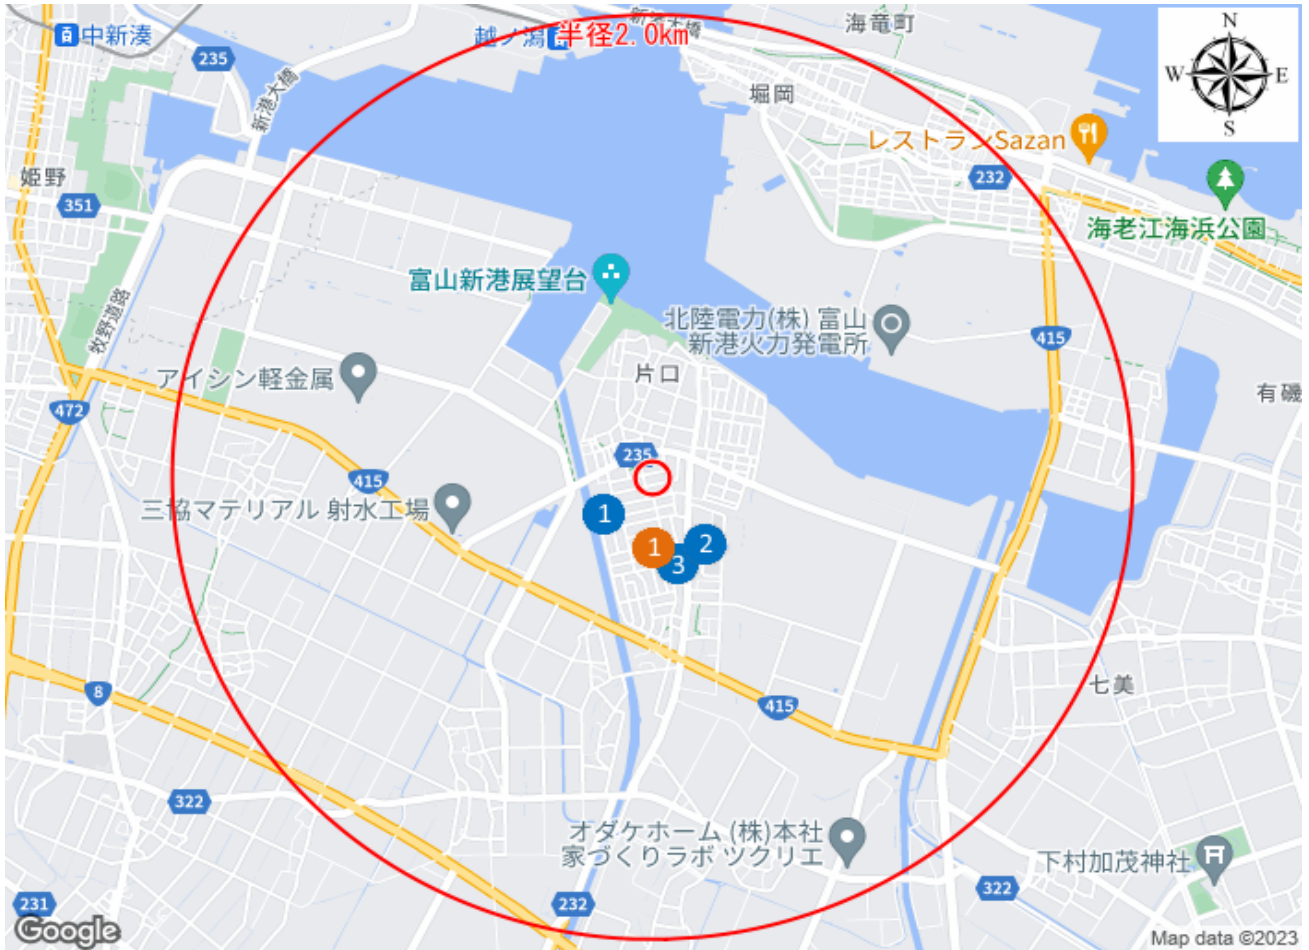 中新湊
越ノ潟
半径2.0km
新港大橋
海竜町
N
W
E
S
235
新港大橋
堀岡
レストランSazan
姫野
351
232
海老江海浜公園
富山新港展望台
牧野道路
北陸電力(株) 富山
新港火力発電所
415
アイシン軽金属
片口
有磯
472
235
415
三協マテリアル 射水工場
1
1
2
3
七美
8
415
322
オダケホーム (株)本社
家づくりラボ ツクリエ
下村加茂神社
322
231
232
Google
Map data ©2023